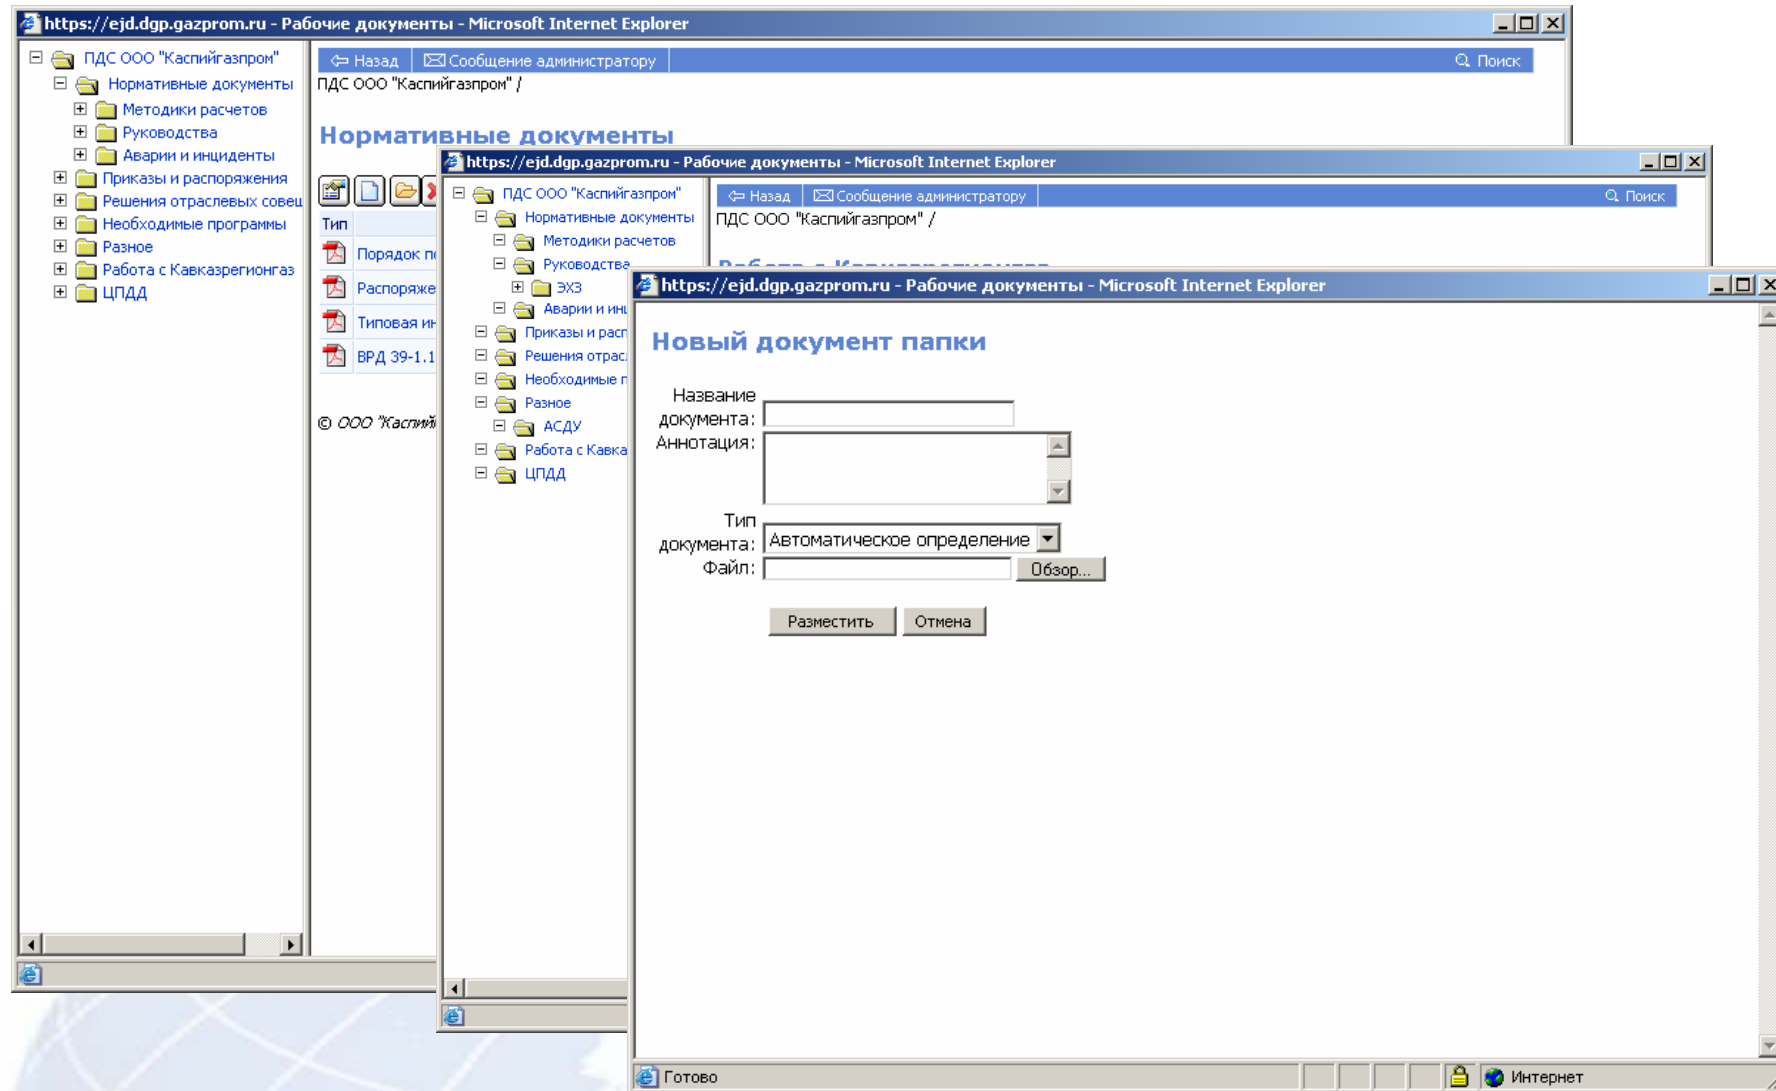 https://ejd.dgp.gazprom.ru - Рабочие документы - Microsoft Internet Explorer
ПДС ООО "Каспийгазпром"
Нормативные документы
Методики расчетов
Руководства
Аварии и инциденты
Приказы и распоряжения
Решения отраслевых совещ
Необходимые программы
Разное
Работа с Кавказрегионгаз
ЦПДД
Назад
Сообщение администратору
Поиск
ПДС ООО "Каспийгазпром" /
Нормативные документы
Тип
Порядок п
Распоряже
Типовая ин
ВРД 39-1.1
© ООО "Каспий
https://ejd.dgp.gazprom.ru - Рабочие документы - Microsoft Internet Explorer
ПДС ООО "Каспийгазпром"
Нормативные документы
Методики расчетов
Руководства
ЭХЗ
Аварии и инц
Приказы и расп
Решения отрас
Необходимые п
Разное
АСДУ
Работа с Кавка
ЦПДД
Назад
Сообщение администратору
Поиск
ПДС ООО "Каспийгазпром" /
Работа с Кавказрегионгаз
https://ejd.dgp.gazprom.ru - Рабочие документы - Microsoft Internet Explorer
Новый документ папки
Название
документа:
Аннотация:
Тип
документа:
Автоматическое определение
Файл:
Обзор...
Разместить
Отмена
Готово
Интернет